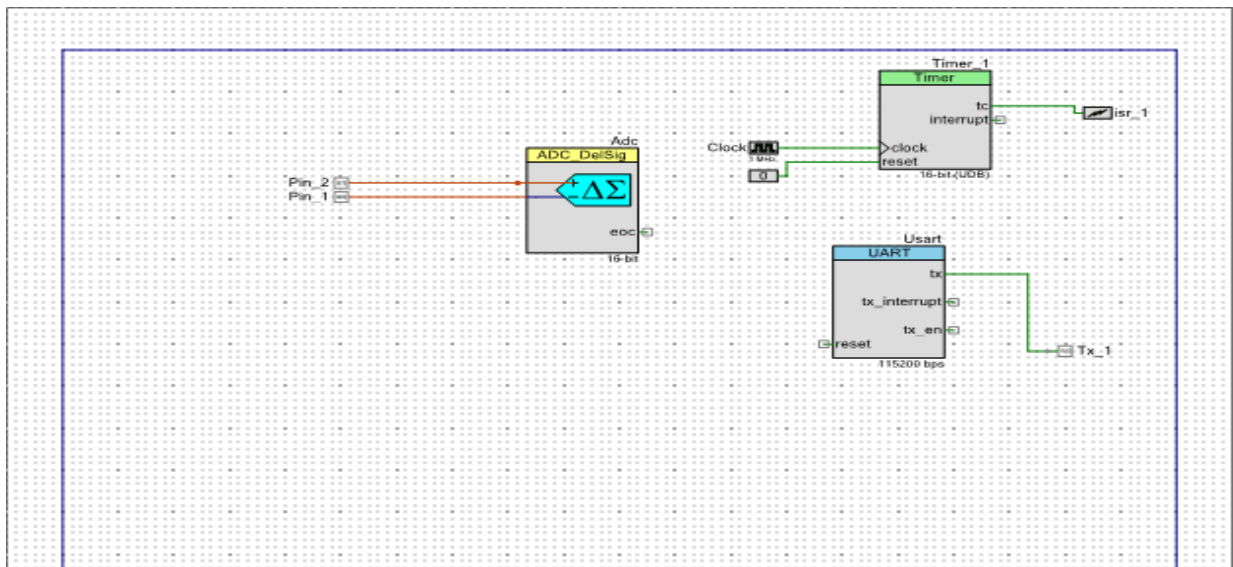 Timer_1
Timer
tc
interrupt
isr_1
Clock
1 MHz
clock
0
reset
16-bit (UDB)
Adc
ADC_DelSig
Pin_2
Pin_1
+
-
ΔΣ
eoc
16-bit
Usart
UART
tx
tx_interrupt
tx_en
reset
Tx_1
115200 bps